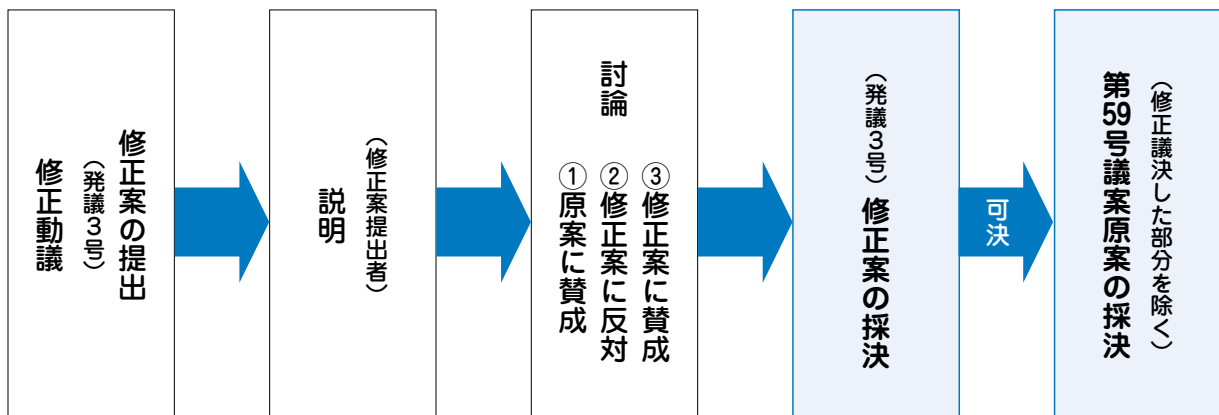 修正動議
修正案の提出
（発議３号）
説明
（修正案提出者）
討論
①原案に賛成
②修正案に反対
③修正案に賛成
（発議３号）修正案の採決
可決
第59号議案原案の採決
（修正議決した部分を除く）